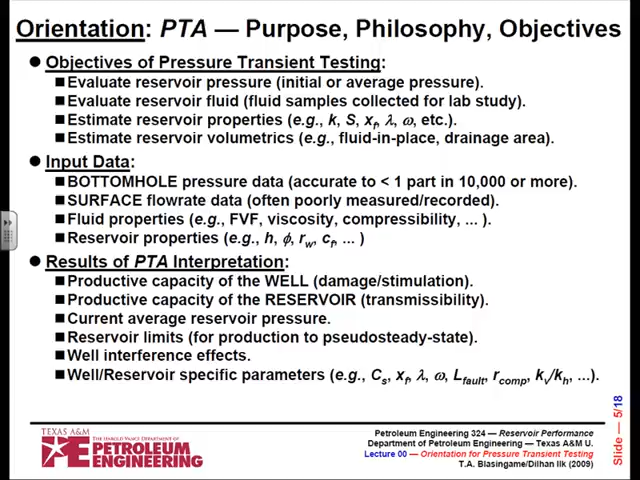 Orientation: PTA — Purpose, Philosophy, Objectives
● Objectives of Pressure Transient Testing:
■ Evaluate reservoir pressure (initial or average pressure).
■ Evaluate reservoir fluid (fluid samples collected for lab study).
■ Estimate reservoir properties (e.g., k, S, xf, λ, ω, etc.).
■ Estimate reservoir volumetrics (e.g., fluid-in-place, drainage area).
● Input Data:
■ BOTTOMHOLE pressure data (accurate to < 1 part in 10,000 or more).
■ SURFACE flowrate data (often poorly measured/recorded).
■ Fluid properties (e.g., FVF, viscosity, compressibility, ... ).
■ Reservoir properties (e.g., h, ϕ, rw, cf, ... )
● Results of PTA Interpretation:
■ Productive capacity of the WELL (damage/stimulation).
■ Productive capacity of the RESERVOIR (transmissibility).
■ Current average reservoir pressure.
■ Reservoir limits (for production to pseudosteady-state).
■ Well interference effects.
■ Well/Reservoir specific parameters (e.g., Cs, xf, λ, ω, Lfault, rcomp, kv/kh, ...).
TEXAS A&M
THE HAROLD VANCE DEPARTMENT OF
PETROLEUM
ENGINEERING
Petroleum Engineering 324 — Reservoir Performance
Department of Petroleum Engineering — Texas A&M U.
Lecture 00 — Orientation for Pressure Transient Testing
T.A. Blasingame/Dilhan Ilk (2009)
Slide — 5/18